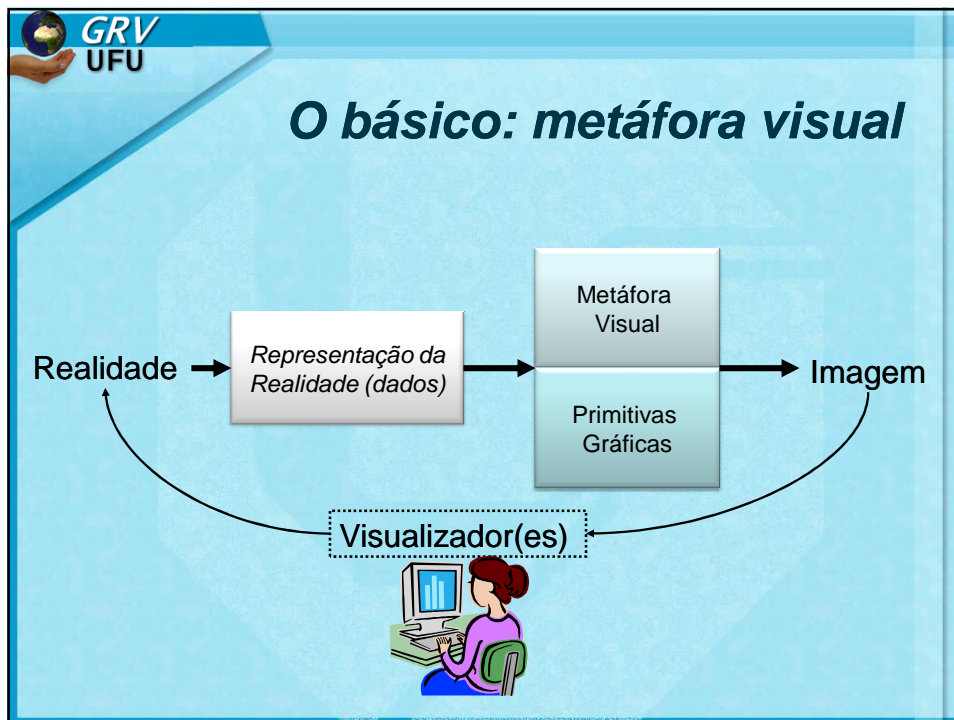 GRV
UFU
O básico: metáfora visual
Metáfora
Visual
Realidade
Representação da
Realidade (dados)
Imagem
Primitivas
Gráficas
Visualizador(es)